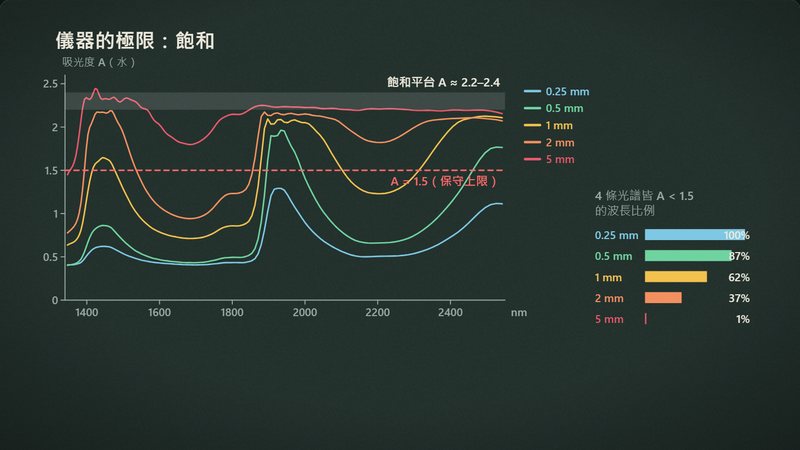 儀器的極限：飽和
吸光度 A（水）
飽和平台 A ≈ 2.2–2.4
2.5
2
1.5
1
0.5
0
A = 1.5（保守上限）
1400
1600
1800
2000
2200
2400
nm
0.25 mm
0.5 mm
1 mm
2 mm
5 mm
4 條光譜皆 A < 1.5
的波長比例
0.25 mm 100%
0.5 mm 87%
1 mm 62%
2 mm 37%
5 mm 1%